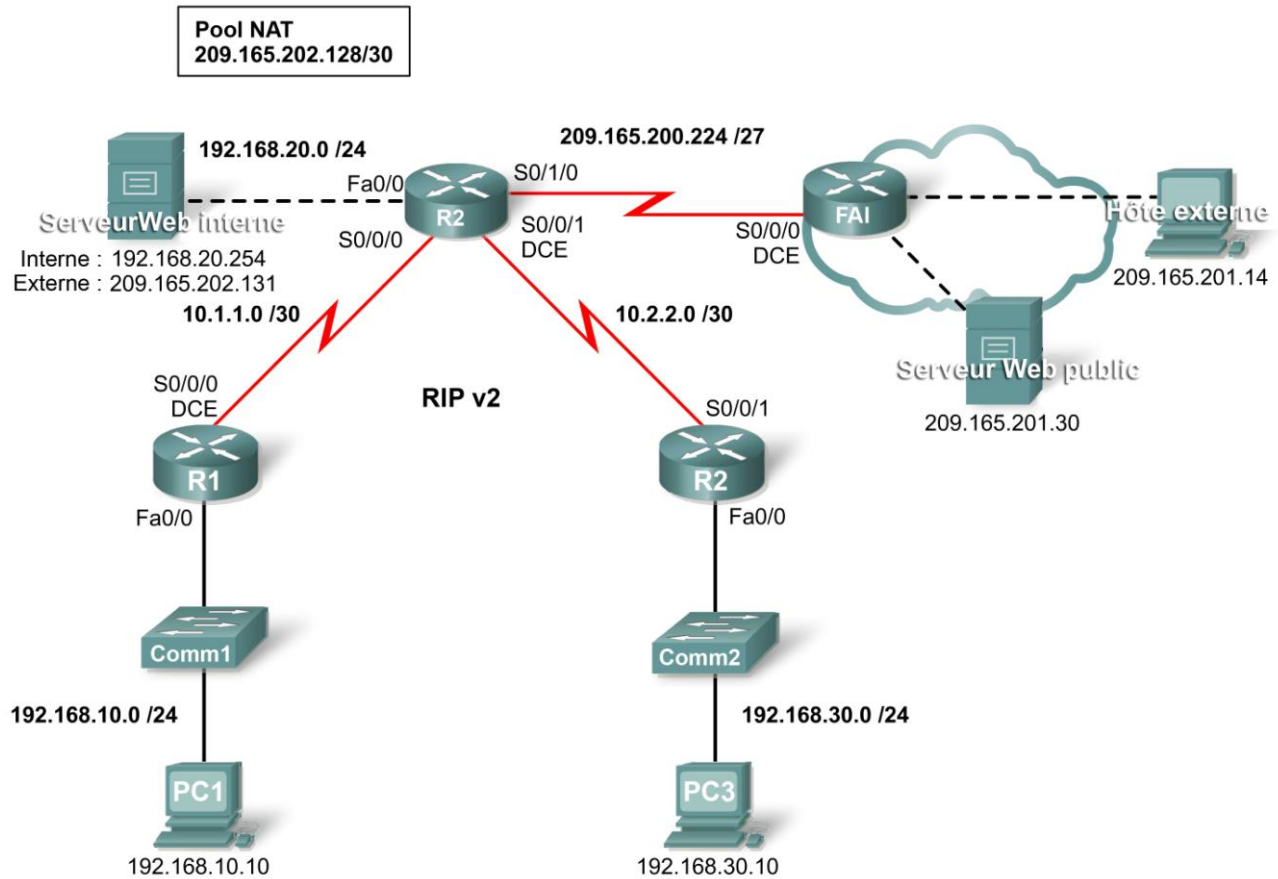 Pool NAT
209.165.202.128/30
192.168.20.0 /24
209.165.200.224 /27
Fa0/0
S0/1/0
R2
FAI
ServeurWeb interne
S0/0/0
S0/0/1
DCE
S0/0/0
DCE
Hôte externe
Interne : 192.168.20.254
Externe : 209.165.202.131
209.165.201.14
10.1.1.0 /30
10.2.2.0 /30
Serveur Web public
209.165.201.30
S0/0/0
DCE
RIP v2
S0/0/1
R1
R2
Fa0/0
Fa0/0
Comm1
Comm2
192.168.10.0 /24
192.168.30.0 /24
PC1
PC3
192.168.10.10
192.168.30.10